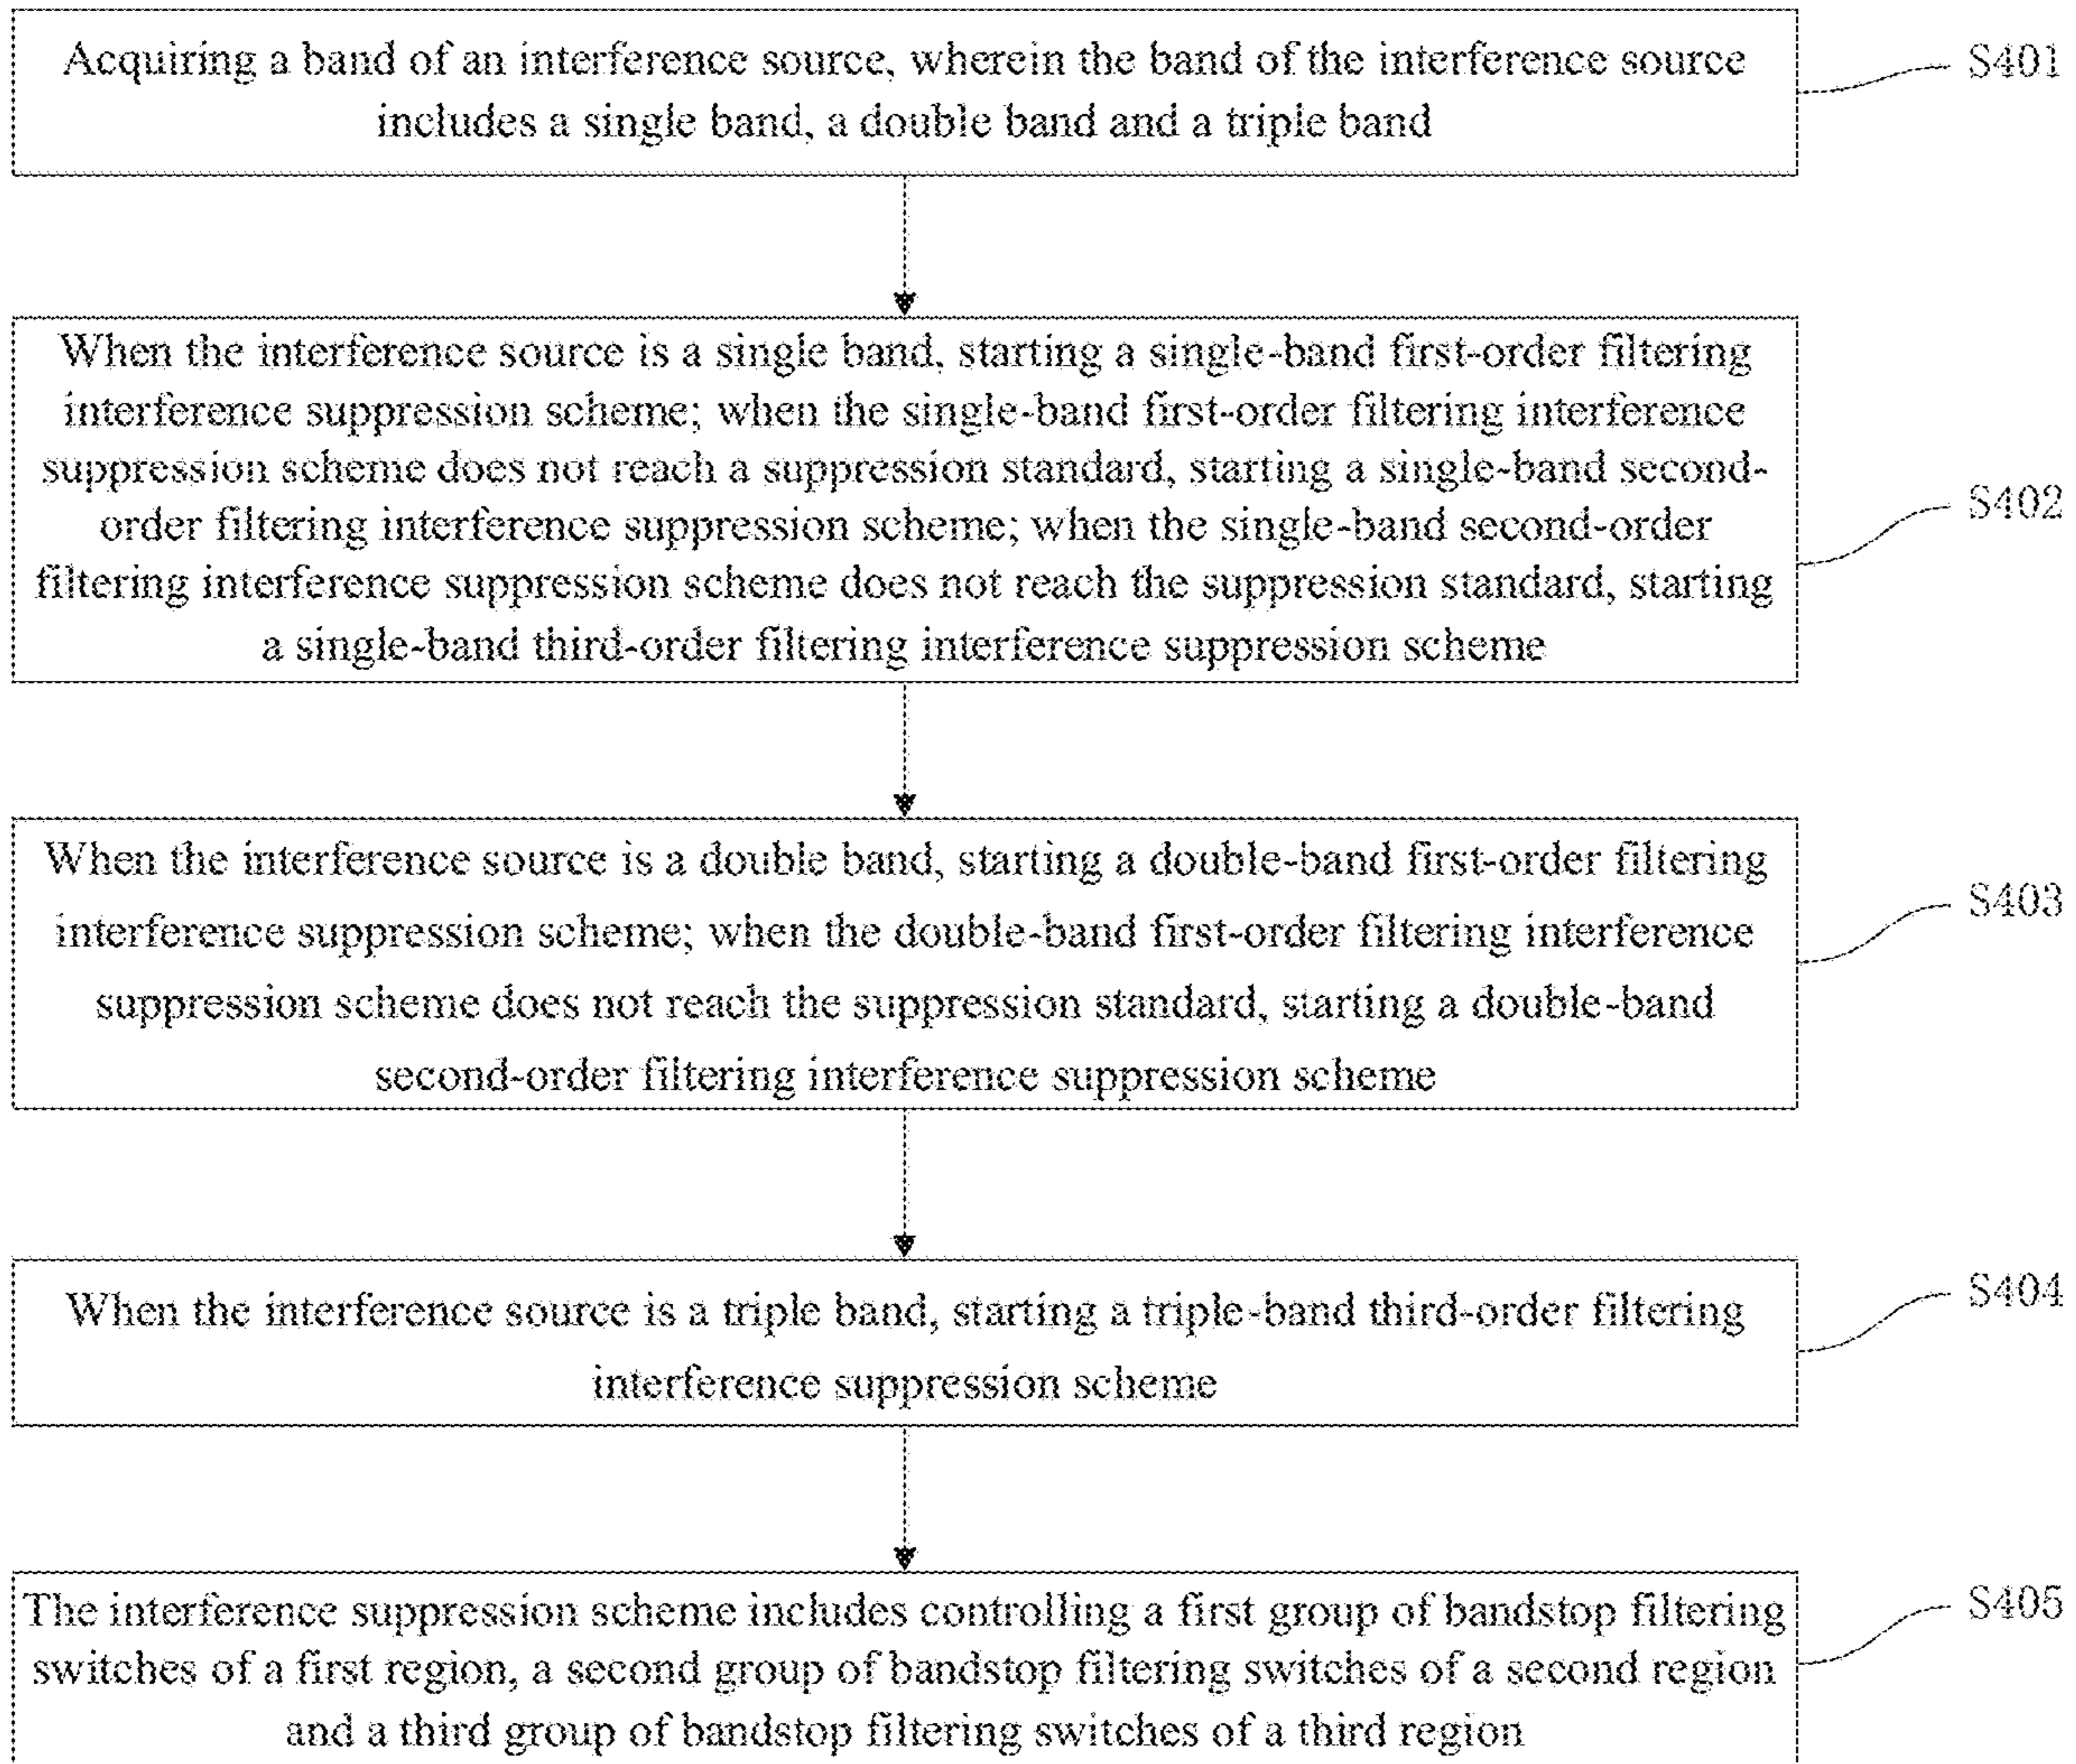 Acquiring a band of an interference source, wherein the band of the interference source
includes a single band, a double band and a triple band
S401
When the interference source is a single band, starting a single-band first-order filtering
interference suppression scheme; when the single-band first-order filtering interference
suppression scheme does not reach a suppression standard, starting a single-band second-
order filtering interference suppression scheme; when the single-band second-order
filtering interference suppression scheme does not reach the suppression standard, starting
a single-band third-order filtering interference suppression scheme
S402
When the interference source is a double band, starting a double-band first-order filtering
interference suppression scheme; when the double-band first-order filtering interference
suppression scheme does not reach the suppression standard, starting a double-band
second-order filtering interference suppression scheme
S403
When the interference source is a triple band, starting a triple-band third-order filtering
interference suppression scheme
S404
The interference suppression scheme includes controlling a first group of bandstop filtering
switches of a first region, a second group of bandstop filtering switches of a second region
and a third group of bandstop filtering switches of a third region
S405